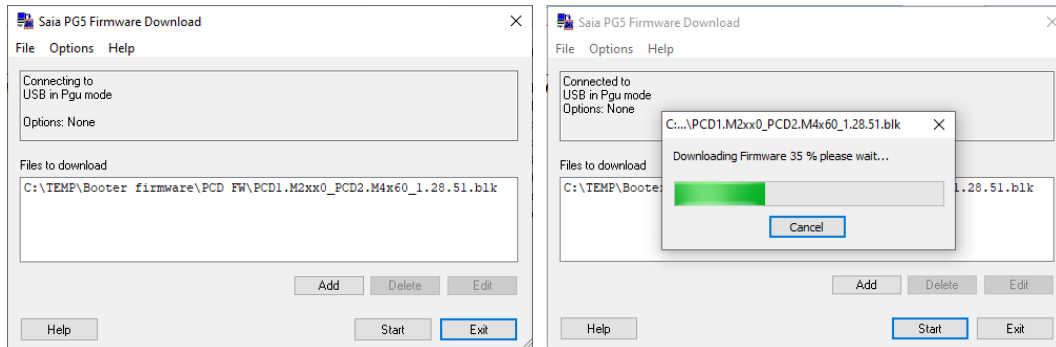 Saia PG5 Firmware Download
File Options Help
Connecting to
USB in Pgu mode
Options: None
Files to download
C:\TEMP\Booter firmware\PCD FW\PCD1.M2xx0_PCD2.M4x60_1.28.51.blk
Add Delete Edit
Help Start Exit
Saia PG5 Firmware Download
File Options Help
Connected to
USB in Pgu mode
Options: None
C:...\PCD1.M2xx0_PCD2.M4x60_1.28.51.blk
Downloading Firmware 35 % please wait...
Cancel
Files to download
C:\TEMP\Boote 1.28.51.blk
Add Delete Edit
Help Start Exit